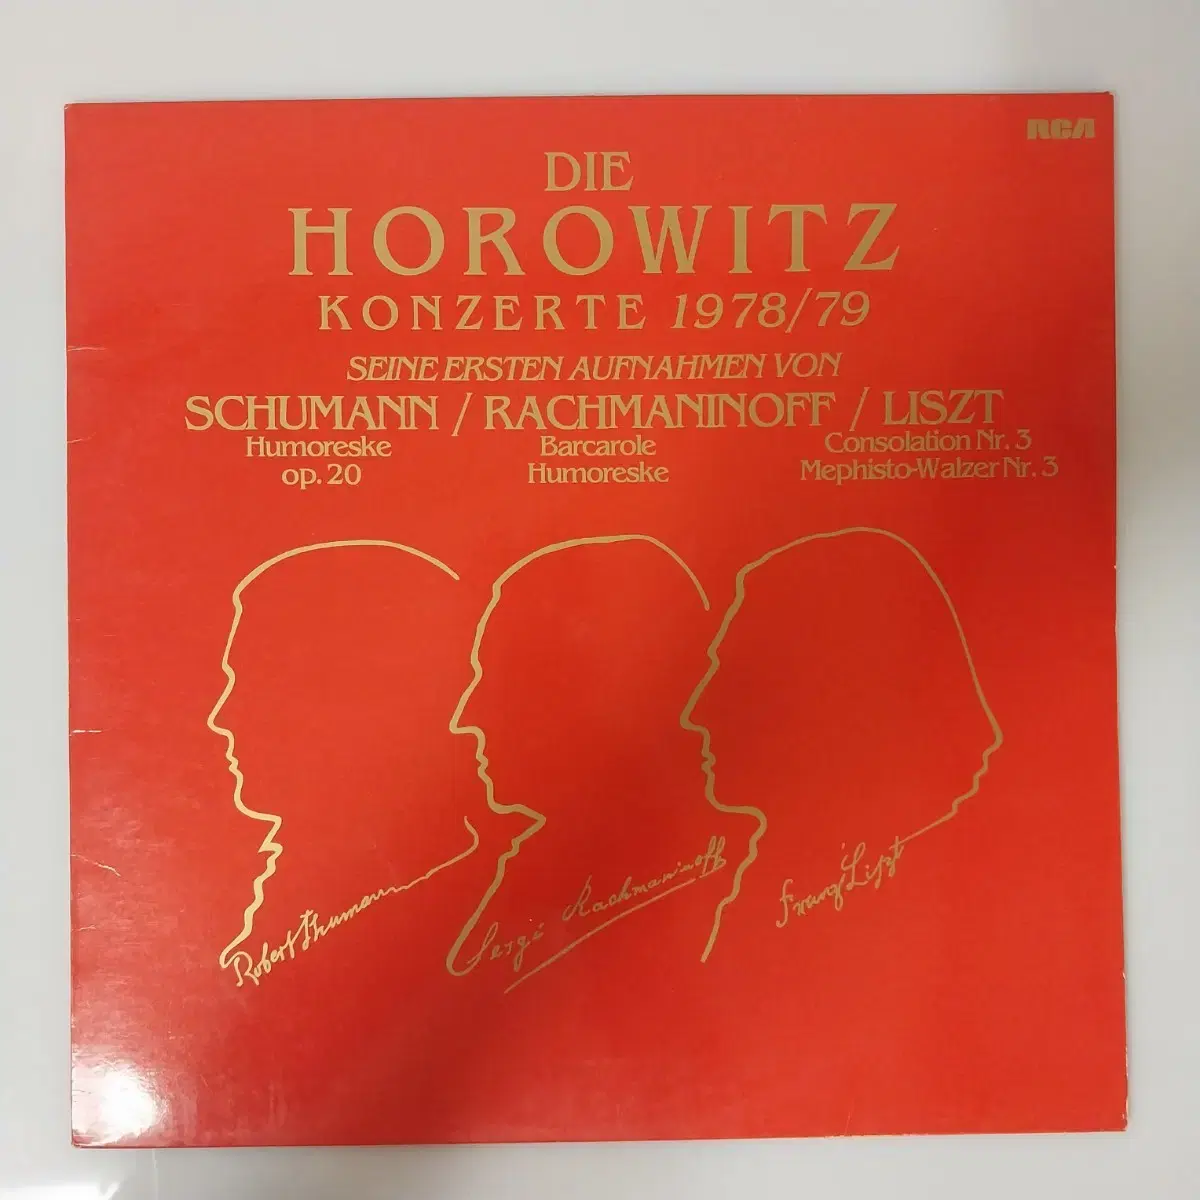 RCA
DIE
HOROWITZ
KONZERTE 1978/79
SEINE ERSTEN AUFNAHMEN VON
SCHUMANN / RACHMANINOFF / LISZT
Humoreske Barcarole Consolation Nr. 3
op. 20 Humoreske Mephisto-Walzer Nr. 3
Robert Schumann
Serge Rachmaninoff
Franz Liszt